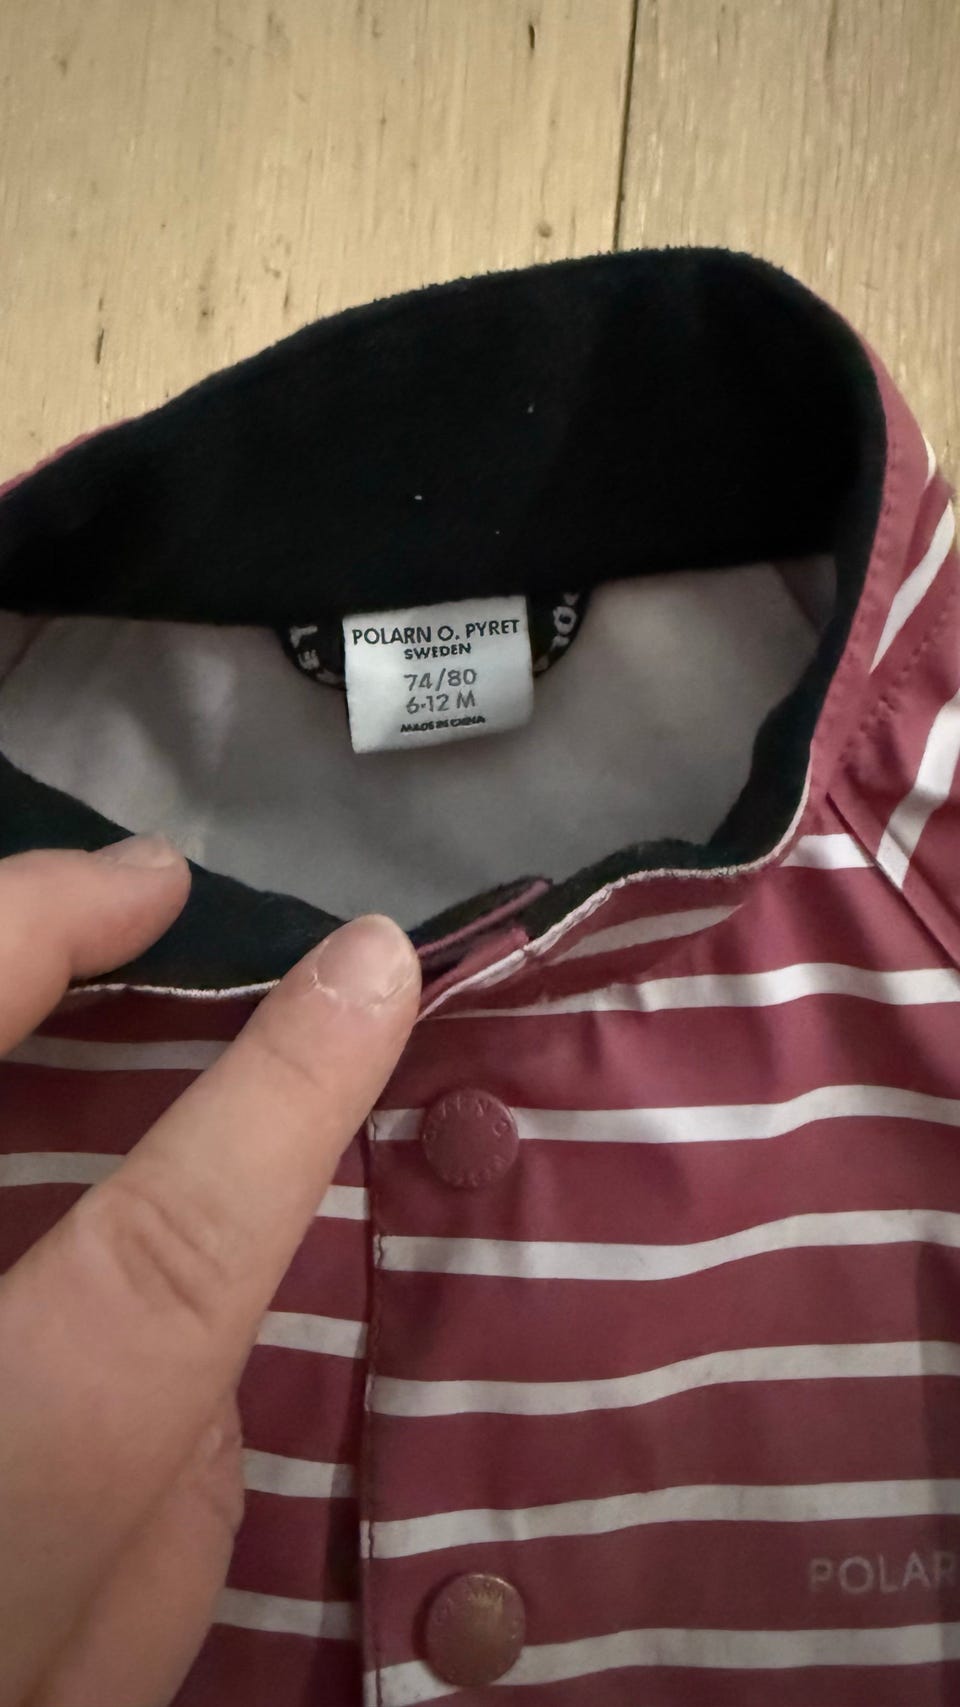 POLARN O. PYRET
SWEDEN
74/80
6-12 M
MADE IN CHINA
POLAR